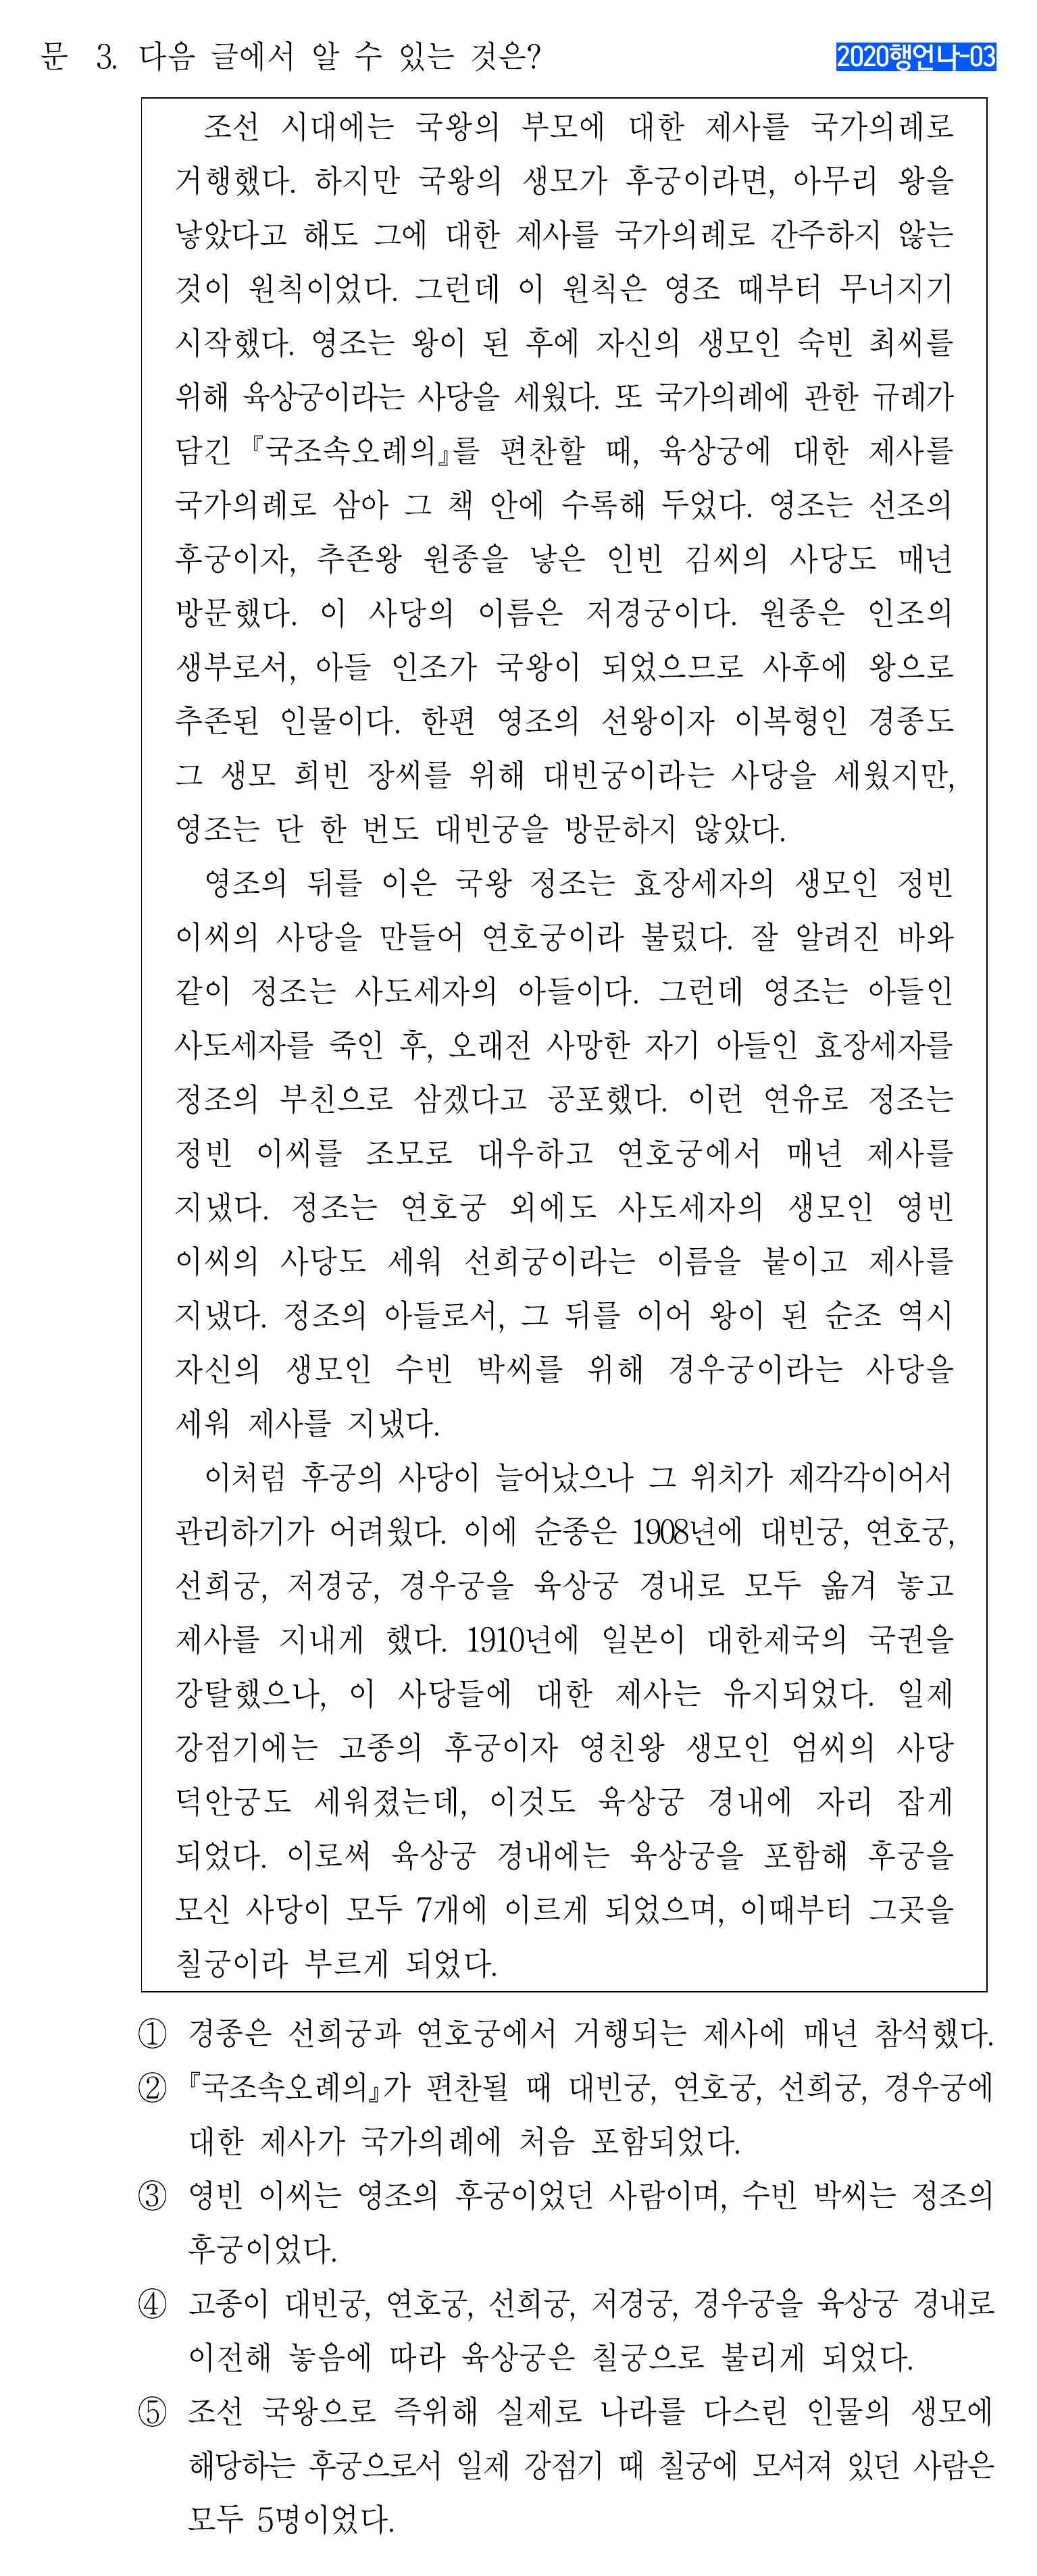 문 3. 다음 글에서 알 수 있는 것은?
2020행언나-03
조선 시대에는 국왕의 부모에 대한 제사를 국가의례로
거행했다. 하지만 국왕의 생모가 후궁이라면, 아무리 왕을
낳았다고 해도 그에 대한 제사를 국가의례로 간주하지 않는
것이 원칙이었다. 그런데 이 원칙은 영조 때부터 무너지기
시작했다. 영조는 왕이 된 후에 자신의 생모인 숙빈 최씨를
위해 육상궁이라는 사당을 세웠다. 또 국가의례에 관한 규례가
담긴 『국조속오례의』를 편찬할 때, 육상궁에 대한 제사를
국가의례로 삼아 그 책 안에 수록해 두었다. 영조는 선조의
후궁이자, 추존왕 원종을 낳은 인빈 김씨의 사당도 매년
방문했다. 이 사당의 이름은 저경궁이다. 원종은 인조의
생부로서, 아들 인조가 국왕이 되었으므로 사후에 왕으로
추존된 인물이다. 한편 영조의 선왕이자 이복형인 경종도
그 생모 희빈 장씨를 위해 대빈궁이라는 사당을 세웠지만,
영조는 단 한 번도 대빈궁을 방문하지 않았다.
영조의 뒤를 이은 국왕 정조는 효장세자의 생모인 정빈
이씨의 사당을 만들어 연호궁이라 불렀다. 잘 알려진 바와
같이 정조는 사도세자의 아들이다. 그런데 영조는 아들인
사도세자를 죽인 후, 오래전 사망한 자기 아들인 효장세자를
정조의 부친으로 삼겠다고 공포했다. 이런 연유로 정조는
정빈 이씨를 조모로 대우하고 연호궁에서 매년 제사를
지냈다. 정조는 연호궁 외에도 사도세자의 생모인 영빈
이씨의 사당도 세워 선희궁이라는 이름을 붙이고 제사를
지냈다. 정조의 아들로서, 그 뒤를 이어 왕이 된 순조 역시
자신의 생모인 수빈 박씨를 위해 경우궁이라는 사당을
세워 제사를 지냈다.
이처럼 후궁의 사당이 늘어났으나 그 위치가 제각각이어서
관리하기가 어려웠다. 이에 순종은 1908년에 대빈궁, 연호궁,
선희궁, 저경궁, 경우궁을 육상궁 경내로 모두 옮겨 놓고
제사를 지내게 했다. 1910년에 일본이 대한제국의 국권을
강탈했으나, 이 사당들에 대한 제사는 유지되었다. 일제
강점기에는 고종의 후궁이자 영친왕 생모인 엄씨의 사당
덕안궁도 세워졌는데, 이것도 육상궁 경내에 자리 잡게
되었다. 이로써 육상궁 경내에는 육상궁을 포함해 후궁을
모신 사당이 모두 7개에 이르게 되었으며, 이때부터 그곳을
칠궁이라 부르게 되었다.
① 경종은 선희궁과 연호궁에서 거행되는 제사에 매년 참석했다.
② 『국조속오례의』가 편찬될 때 대빈궁, 연호궁, 선희궁, 경우궁에
대한 제사가 국가의례에 처음 포함되었다.
③ 영빈 이씨는 영조의 후궁이었던 사람이며, 수빈 박씨는 정조의
후궁이었다.
④ 고종이 대빈궁, 연호궁, 선희궁, 저경궁, 경우궁을 육상궁 경내로
이전해 놓음에 따라 육상궁은 칠궁으로 불리게 되었다.
⑤ 조선 국왕으로 즉위해 실제로 나라를 다스린 인물의 생모에
해당하는 후궁으로서 일제 강점기 때 칠궁에 모셔져 있던 사람은
모두 5명이었다.